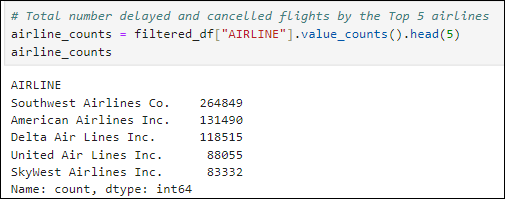 # Total number delayed and cancelled flights by the Top 5 airlines
airline_counts = filtered_df["AIRLINE"].value_counts().head(5)
airline_counts
AIRLINE
Southwest Airlines Co.    264849
American Airlines Inc.    131490
Delta Air Lines Inc.      118515
United Air Lines Inc.      88055
SkyWest Airlines Inc.      83332
Name: count, dtype: int64